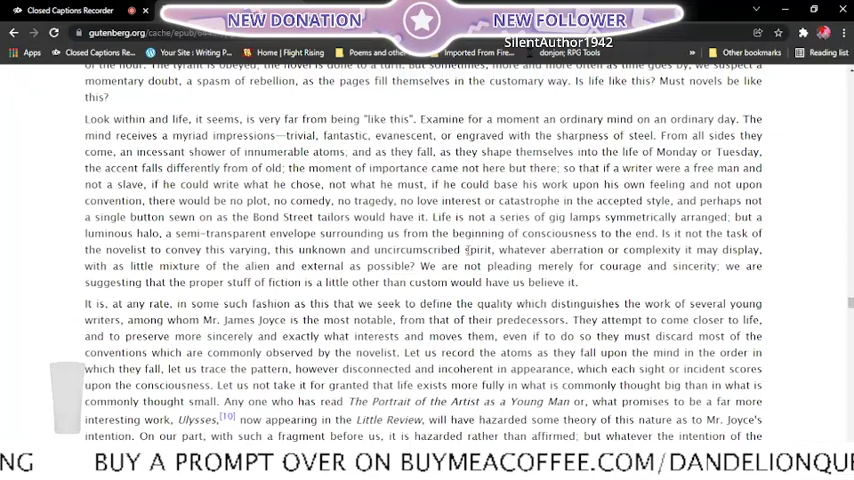 Closed Captions Recorder
NEW DONATION
NEW FOLLOWER
gutenberg.org/cache/epub/644
SilentAuthor1942
Apps
Closed Captions Rec...
Your Site ‹ Writing P...
Home | Flight Rising
Poems and other...
Imported From Fire...
donjon; RPG Tools
»
Other bookmarks
Reading list
momentary doubt, a spasm of rebellion, as the pages fill themselves in the customary way. Is life like this? Must novels be like
this?
Look within and life, it seems, is very far from being "like this". Examine for a moment an ordinary mind on an ordinary day. The
mind receives a myriad impressions—trivial, fantastic, evanescent, or engraved with the sharpness of steel. From all sides they
come, an incessant shower of innumerable atoms; and as they fall, as they shape themselves into the life of Monday or Tuesday,
the accent falls differently from of old; the moment of importance came not here but there; so that if a writer were a free man and
not a slave, if he could write what he chose, not what he must, if he could base his work upon his own feeling and not upon
convention, there would be no plot, no comedy, no tragedy, no love interest or catastrophe in the accepted style, and perhaps not
a single button sewn on as the Bond Street tailors would have it. Life is not a series of gig lamps symmetrically arranged; but a
luminous halo, a semi-transparent envelope surrounding us from the beginning of consciousness to the end. Is it not the task of
the novelist to convey this varying, this unknown and uncircumscribed spirit, whatever aberration or complexity it may display,
with as little mixture of the alien and external as possible? We are not pleading merely for courage and sincerity; we are
suggesting that the proper stuff of fiction is a little other than custom would have us believe it.
It is, at any rate, in some such fashion as this that we seek to define the quality which distinguishes the work of several young
writers, among whom Mr. James Joyce is the most notable, from that of their predecessors. They attempt to come closer to life,
and to preserve more sincerely and exactly what interests and moves them, even if to do so they must discard most of the
conventions which are commonly observed by the novelist. Let us record the atoms as they fall upon the mind in the order in
which they fall, let us trace the pattern, however disconnected and incoherent in appearance, which each sight or incident scores
upon the consciousness. Let us not take it for granted that life exists more fully in what is commonly thought big than in what is
commonly thought small. Any one who has read The Portrait of the Artist as a Young Man or, what promises to be a far more
interesting work, Ulysses,[10] now appearing in the Little Review, will have hazarded some theory of this nature as to Mr. Joyce's
intention. On our part, with such a fragment before us, it is hazarded rather than affirmed; but whatever the intention of the
NG BUY A PROMPT OVER ON BUYMEACOFFEE.COM/DANDELIONQUE